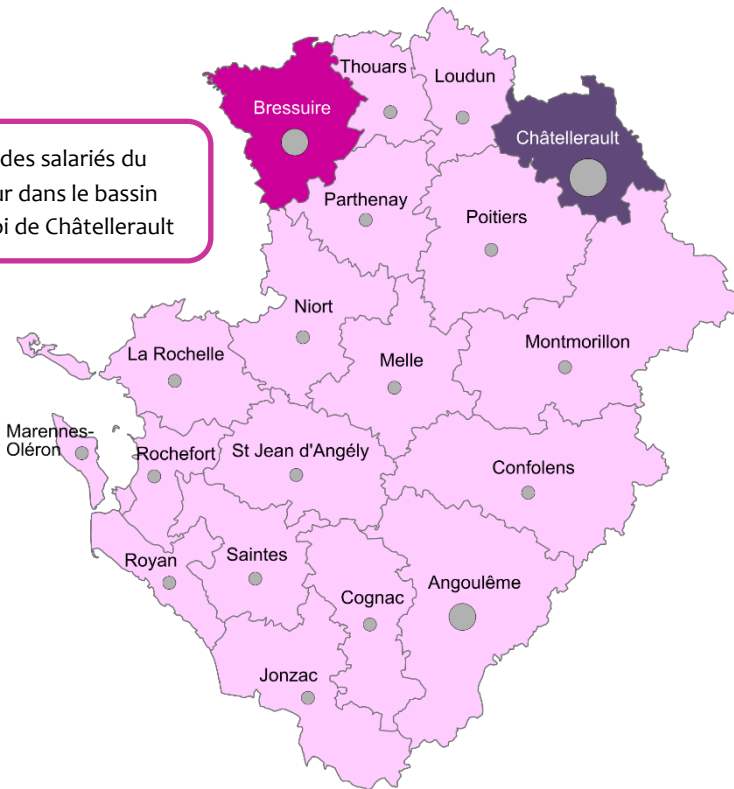 Thouars
Loudun
Bressuire
Châtellerault
des salariés du
ur dans le bassin
oi de Châtellerault
Parthenay
Poitiers
Niort
Montmorillon
La Rochelle
Melle
Marennes-
Oléron
Rochefort
St Jean d'Angély
Confolens
Royan
Saintes
Angoulême
Cognac
Jonzac